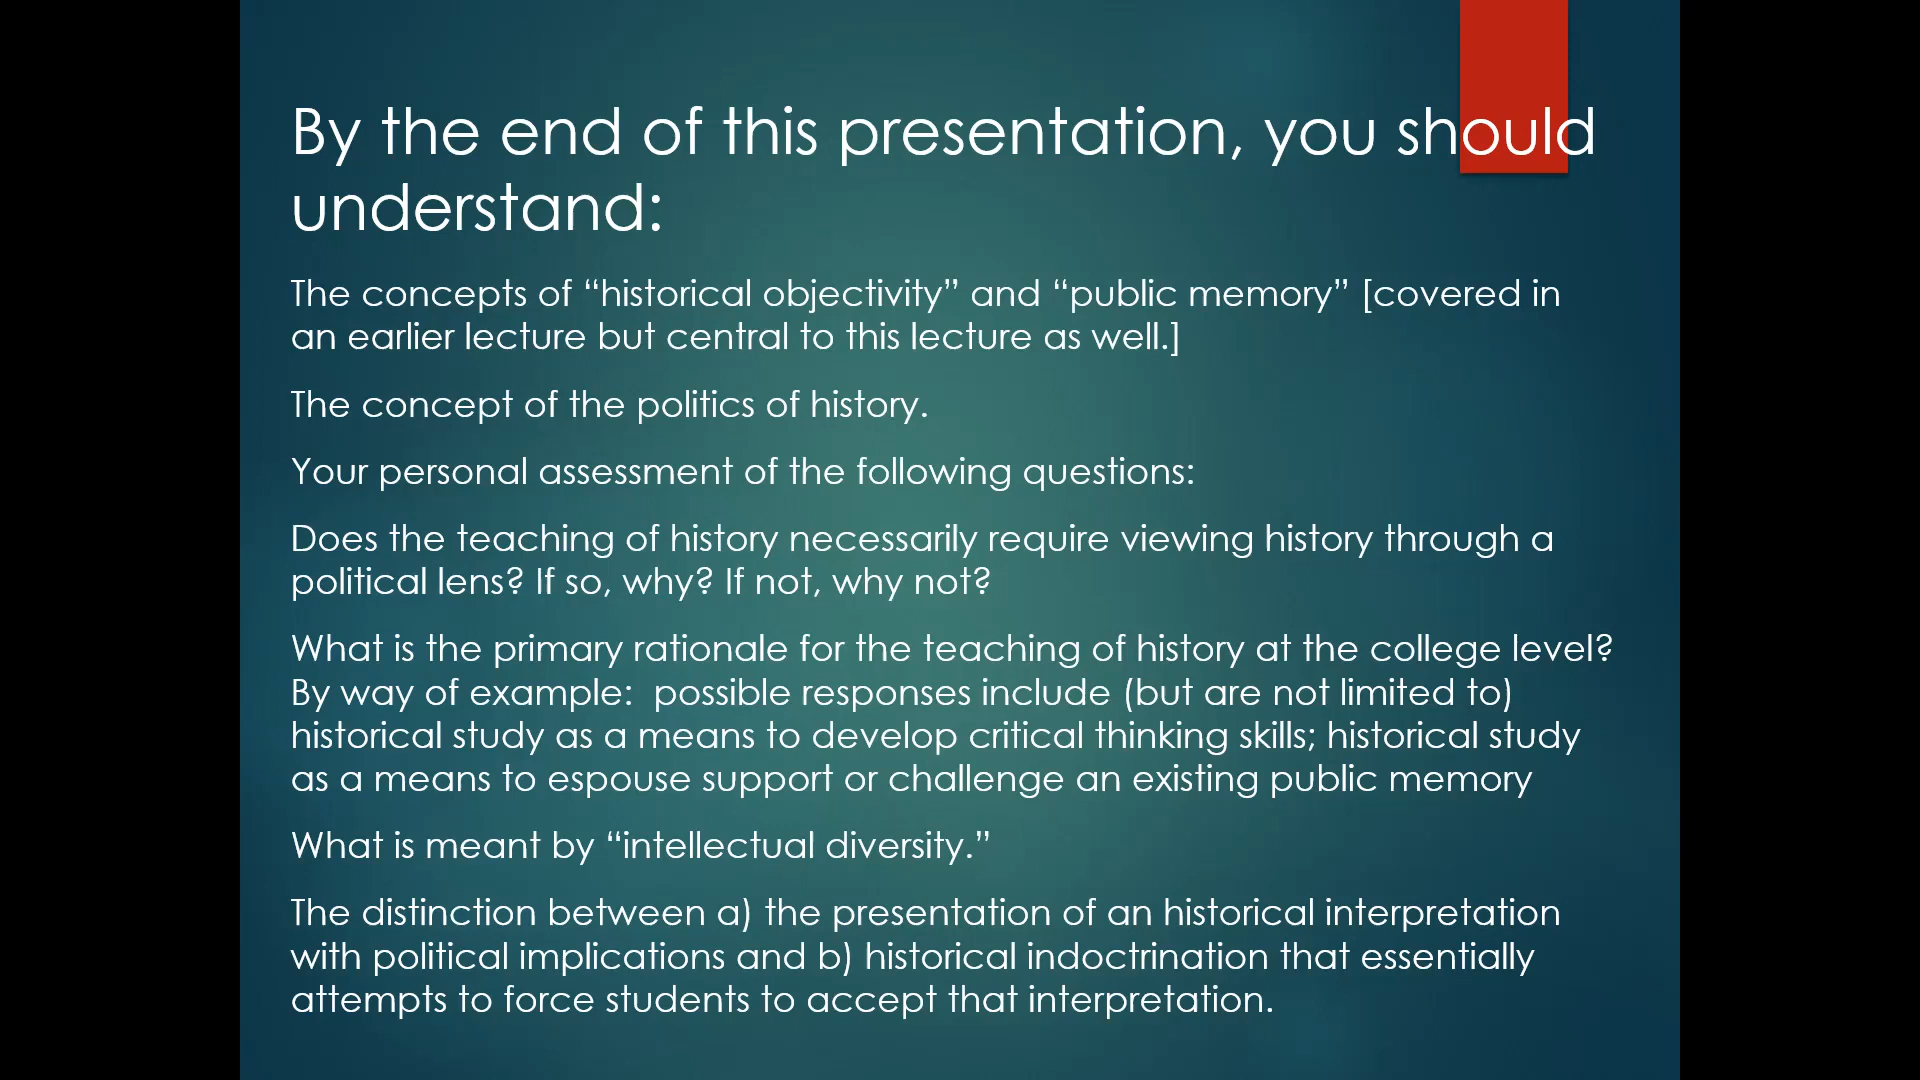 By the end of this presentation, you should
understand:
The concepts of “historical objectivity” and “public memory” [covered in
an earlier lecture but central to this lecture as well.]
The concept of the politics of history.
Your personal assessment of the following questions:
Does the teaching of history necessarily require viewing history through a
political lens? If so, why? If not, why not?
What is the primary rationale for the teaching of history at the college level?
By way of example:  possible responses include (but are not limited to)
historical study as a means to develop critical thinking skills; historical study
as a means to espouse support or challenge an existing public memory
What is meant by “intellectual diversity.”
The distinction between a) the presentation of an historical interpretation
with political implications and b) historical indoctrination that essentially
attempts to force students to accept that interpretation.